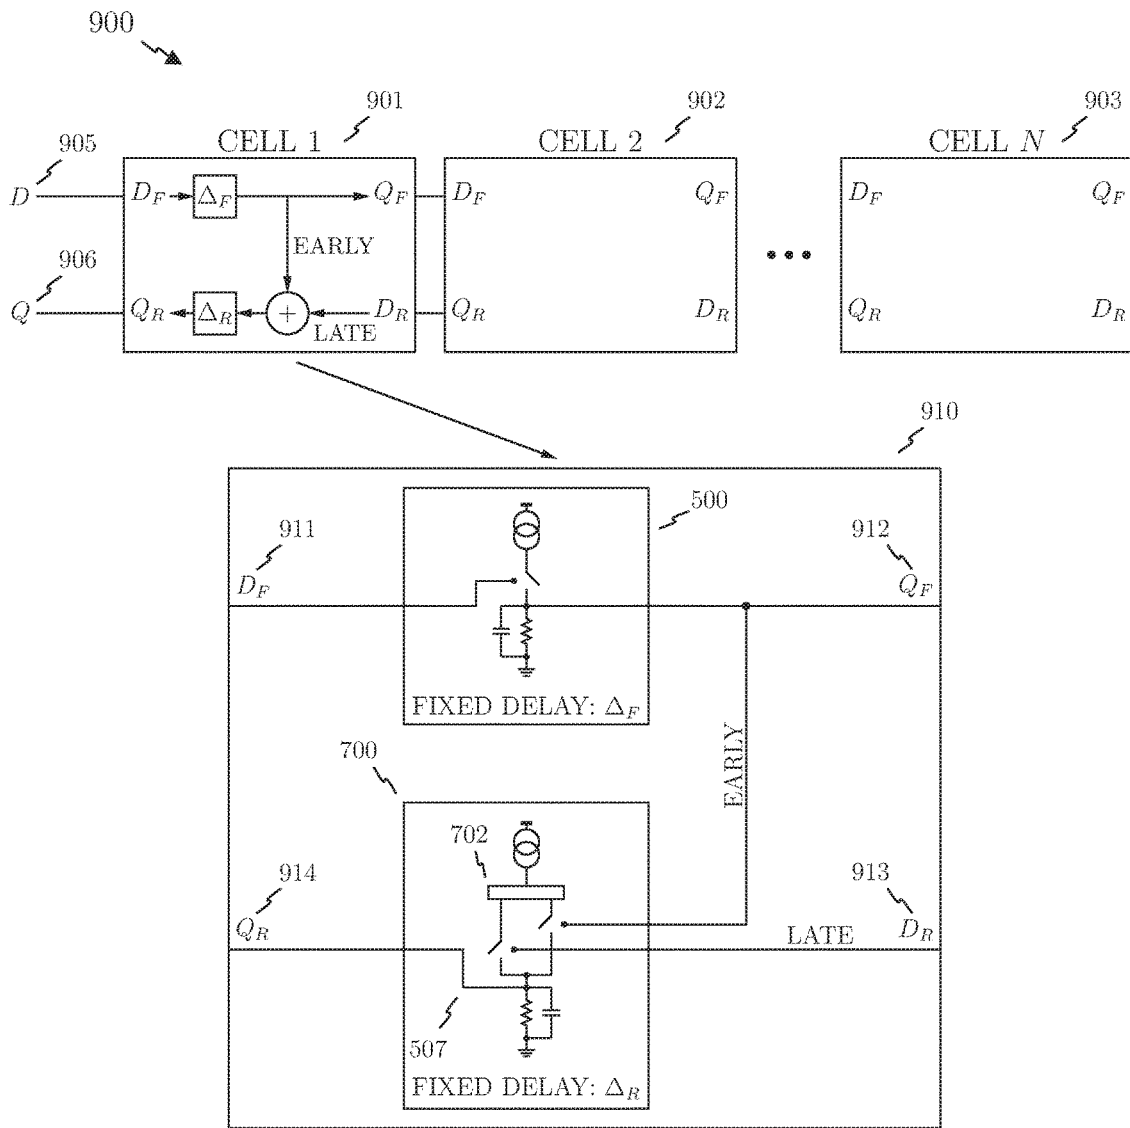 900
901
902
903
CELL 1
CELL 2
CELL N
905
D
D_F
Δ_F
Q_F
D_F
Q_F
D_F
Q_F
EARLY
906
Q
Q_R
Δ_R
+
D_R
Q_R
D_R
Q_R
D_R
LATE
910
500
911
912
D_F
Q_F
FIXED DELAY: Δ_F
700
EARLY
702
914
913
Q_R
LATE
D_R
507
FIXED DELAY: Δ_R